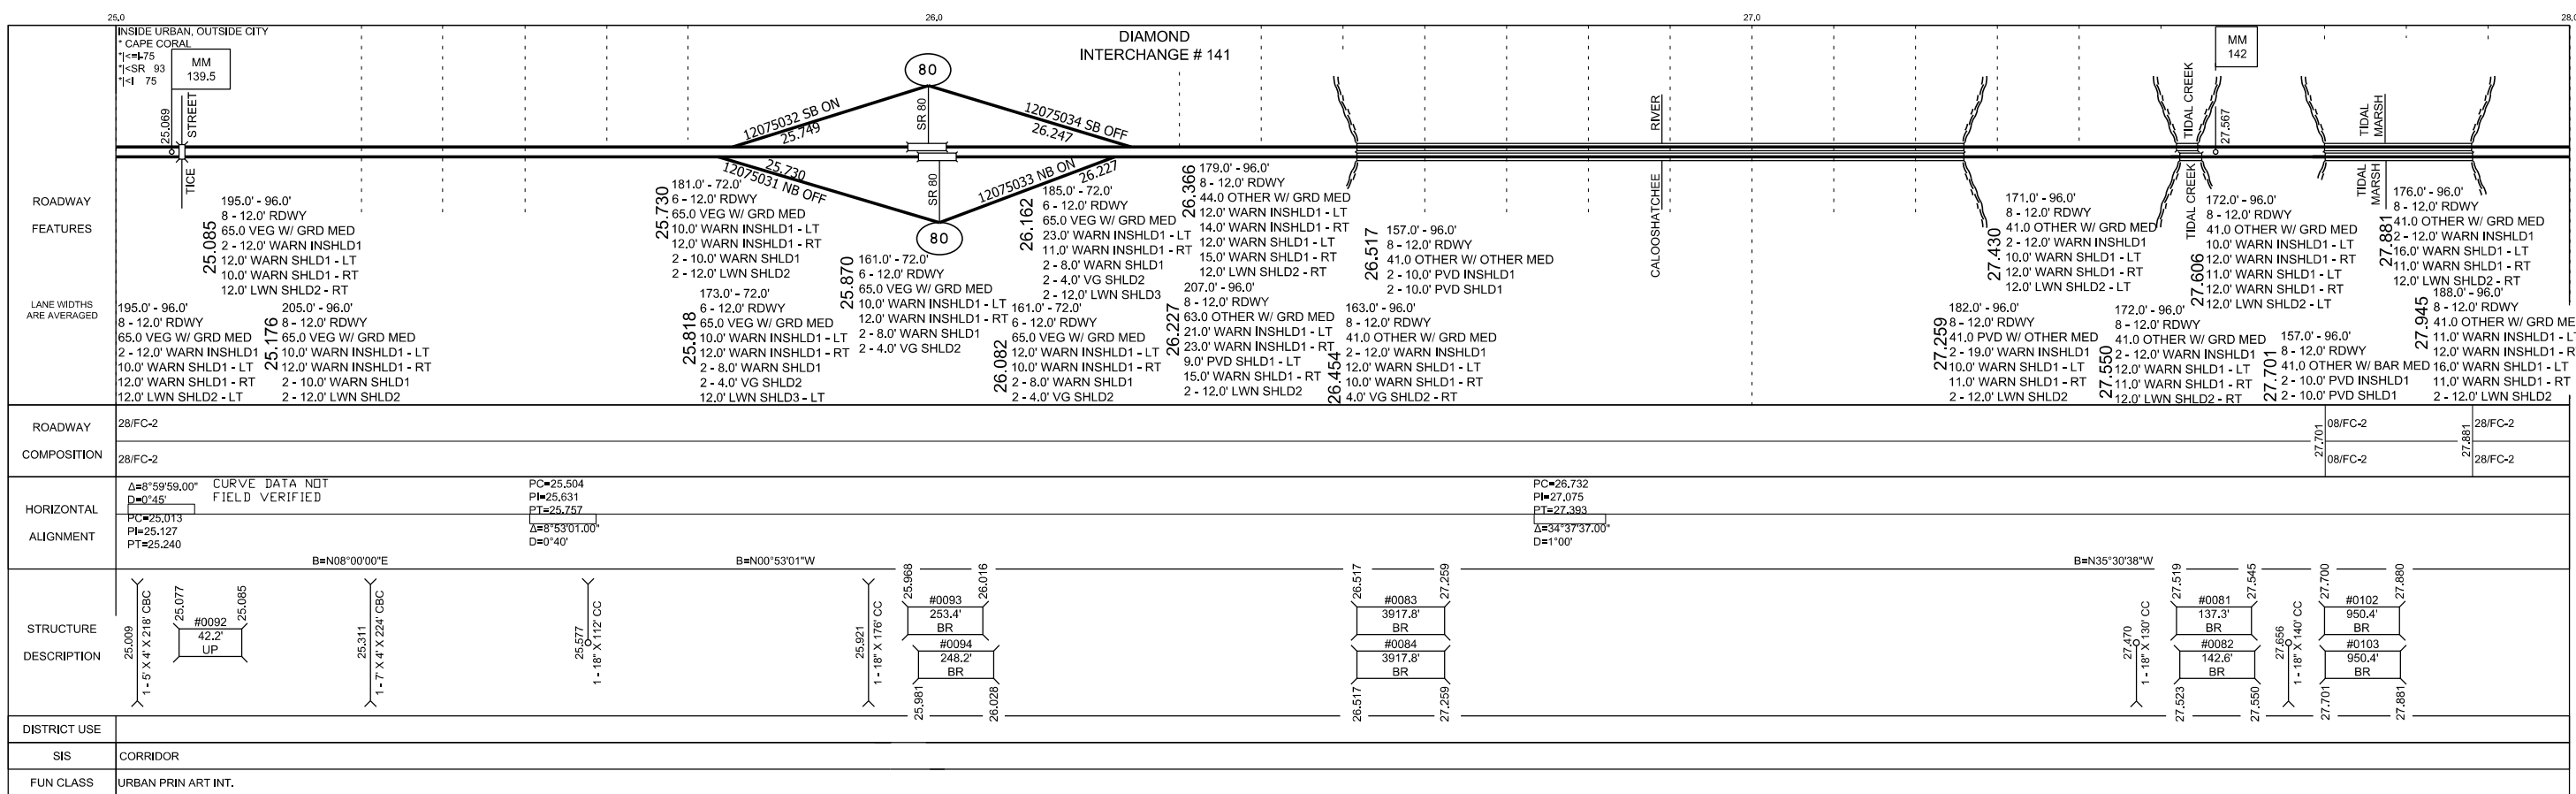 25.0
26.0
27.0
28.0
INSIDE URBAN, OUTSIDE CITY
* CAPE CORAL
*|<=I-75
*|<SR 93
*|<I 75
MM
139.5
25.069
STREET
TICE
DIAMOND
INTERCHANGE # 141
80
SR 80
12075032 SB ON
25.749
12075034 SB OFF
26.247
25.730
12075031 NB OFF
12075033 NB ON
26.227
SR 80
80
RIVER
CALOOSHATCHEE
TIDAL CREEK
TIDAL CREEK
MM
142
27.567
TIDAL
MARSH
TIDAL
MARSH
ROADWAY
FEATURES
LANE WIDTHS
ARE AVERAGED
195.0' - 96.0'
8 - 12.0' RDWY
65.0 VEG W/ GRD MED
2 - 12.0' WARN INSHLD1
10.0' WARN SHLD1 - LT
12.0' WARN SHLD1 - RT
12.0' LWN SHLD2 - LT
25.085
195.0' - 96.0'
8 - 12.0' RDWY
65.0 VEG W/ GRD MED
2 - 12.0' WARN INSHLD1
12.0' WARN SHLD1 - LT
10.0' WARN SHLD1 - RT
12.0' LWN SHLD2 - RT
25.176
205.0' - 96.0'
8 - 12.0' RDWY
65.0 VEG W/ GRD MED
10.0' WARN INSHLD1 - LT
12.0' WARN INSHLD1 - RT
2 - 10.0' WARN SHLD1
2 - 12.0' LWN SHLD2
25.730
181.0' - 72.0'
6 - 12.0' RDWY
65.0 VEG W/ GRD MED
10.0' WARN INSHLD1 - LT
12.0' WARN INSHLD1 - RT
2 - 10.0' WARN SHLD1
2 - 12.0' LWN SHLD2
25.818
173.0' - 72.0'
6 - 12.0' RDWY
65.0 VEG W/ GRD MED
10.0' WARN INSHLD1 - LT
12.0' WARN INSHLD1 - RT
2 - 8.0' WARN SHLD1
2 - 4.0' VG SHLD2
12.0' LWN SHLD3 - LT
25.870
161.0' - 72.0'
6 - 12.0' RDWY
65.0 VEG W/ GRD MED
10.0' WARN INSHLD1 - LT
12.0' WARN INSHLD1 - RT
2 - 8.0' WARN SHLD1
2 - 4.0' VG SHLD2
26.082
161.0' - 72.0'
6 - 12.0' RDWY
65.0 VEG W/ GRD MED
12.0' WARN INSHLD1 - LT
10.0' WARN INSHLD1 - RT
2 - 8.0' WARN SHLD1
2 - 4.0' VG SHLD2
26.162
185.0' - 72.0'
6 - 12.0' RDWY
65.0 VEG W/ GRD MED
23.0' WARN INSHLD1 - LT
11.0' WARN INSHLD1 - RT
2 - 8.0' WARN SHLD1
2 - 4.0' VG SHLD2
2 - 12.0' LWN SHLD3
26.227
207.0' - 96.0'
8 - 12.0' RDWY
63.0 OTHER W/ GRD MED
21.0' WARN INSHLD1 - LT
23.0' WARN INSHLD1 - RT
9.0' PVD SHLD1 - LT
15.0' WARN SHLD1 - RT
2 - 12.0' LWN SHLD2
26.366
179.0' - 96.0'
8 - 12.0' RDWY
44.0 OTHER W/ GRD MED
12.0' WARN INSHLD1 - LT
14.0' WARN INSHLD1 - RT
12.0' WARN SHLD1 - LT
15.0' WARN SHLD1 - RT
12.0' LWN SHLD2 - RT
26.454
163.0' - 96.0'
8 - 12.0' RDWY
41.0 OTHER W/ GRD MED
2 - 12.0' WARN INSHLD1
12.0' WARN SHLD1 - LT
10.0' WARN SHLD1 - RT
4.0' VG SHLD2 - RT
26.517
157.0' - 96.0'
8 - 12.0' RDWY
41.0 OTHER W/ OTHER MED
2 - 10.0' PVD INSHLD1
2 - 10.0' PVD SHLD1
27.259
182.0' - 96.0'
8 - 12.0' RDWY
41.0 PVD W/ OTHER MED
2 - 19.0' WARN INSHLD1
10.0' WARN SHLD1 - LT
11.0' WARN SHLD1 - RT
2 - 12.0' LWN SHLD2
27.430
171.0' - 96.0'
8 - 12.0' RDWY
41.0 OTHER W/ GRD MED
2 - 12.0' WARN INSHLD1
10.0' WARN SHLD1 - LT
12.0' WARN SHLD1 - RT
12.0' LWN SHLD2 - LT
27.550
172.0' - 96.0'
8 - 12.0' RDWY
41.0 OTHER W/ GRD MED
2 - 12.0' WARN INSHLD1
12.0' WARN SHLD1 - LT
11.0' WARN SHLD1 - RT
12.0' LWN SHLD2 - RT
27.606
172.0' - 96.0'
8 - 12.0' RDWY
41.0 OTHER W/ GRD MED
10.0' WARN INSHLD1 - LT
12.0' WARN INSHLD1 - RT
11.0' WARN SHLD1 - LT
12.0' WARN SHLD1 - RT
12.0' LWN SHLD2 - LT
27.701
157.0' - 96.0'
8 - 12.0' RDWY
41.0 OTHER W/ BAR MED
2 - 10.0' PVD INSHLD1
2 - 10.0' PVD SHLD1
27.881
176.0' - 96.0'
8 - 12.0' RDWY
41.0 OTHER W/ GRD MED
2 - 12.0' WARN INSHLD1
16.0' WARN SHLD1 - LT
11.0' WARN SHLD1 - RT
12.0' LWN SHLD2 - RT
27.945
188.0' - 96.0'
8 - 12.0' RDWY
41.0 OTHER W/ GRD ME
11.0' WARN INSHLD1 - L
12.0' WARN INSHLD1 - R
16.0' WARN SHLD1 - LT
11.0' WARN SHLD1 - RT
2 - 12.0' LWN SHLD2
ROADWAY
COMPOSITION
28/FC-2
28/FC-2
27.701
08/FC-2
08/FC-2
27.881
28/FC-2
28/FC-2
HORIZONTAL
ALIGNMENT
Δ=8°59'59.00"
D=0°45'
CURVE DATA NOT
FIELD VERIFIED
PC=25.013
PI=25.127
PT=25.240
B=N08°00'00"E
PC=25.504
PI=25.631
PT=25.757
Δ=8°53'01.00"
D=0°40'
B=N00°53'01"W
PC=26.732
PI=27.075
PT=27.393
Δ=34°37'37.00"
D=1°00'
B=N35°30'38"W
STRUCTURE
DESCRIPTION
25.009
1 - 5' X 4' X 218' CBC
25.077
25.085
#0092
42.2'
UP
25.311
1 - 7' X 4' X 224' CBC
25.577
1 - 18" X 112' CC
25.921
1 - 18" X 176' CC
25.968
26.016
#0093
253.4'
BR
#0094
248.2'
BR
25.981
26.028
26.517
27.259
#0083
3917.8'
BR
#0084
3917.8'
BR
26.517
27.259
27.470
1 - 18" X 130' CC
27.519
27.545
#0081
137.3'
BR
#0082
142.6'
BR
27.523
27.550
27.656
1 - 18" X 140' CC
27.700
27.880
#0102
950.4'
BR
#0103
950.4'
BR
27.701
27.881
DISTRICT USE
SIS
CORRIDOR
FUN CLASS
URBAN PRIN ART INT.